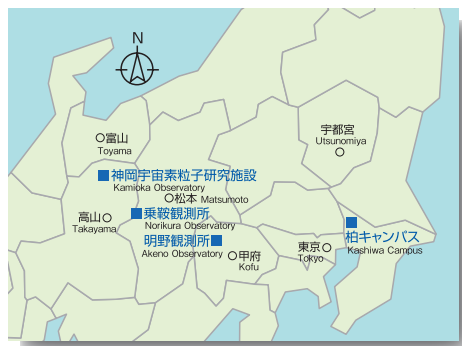 N
富山
Toyama
宇都宮
Utsunomiya
神岡宇宙素粒子研究施設
Kamioka Observatory
松本 Matsumoto
高山
Takayama
乗鞍観測所
Norikura Observatory
明野観測所
Akeno Observatory
甲府
Kofu
東京
Tokyo
柏キャンパス
Kashiwa Campus